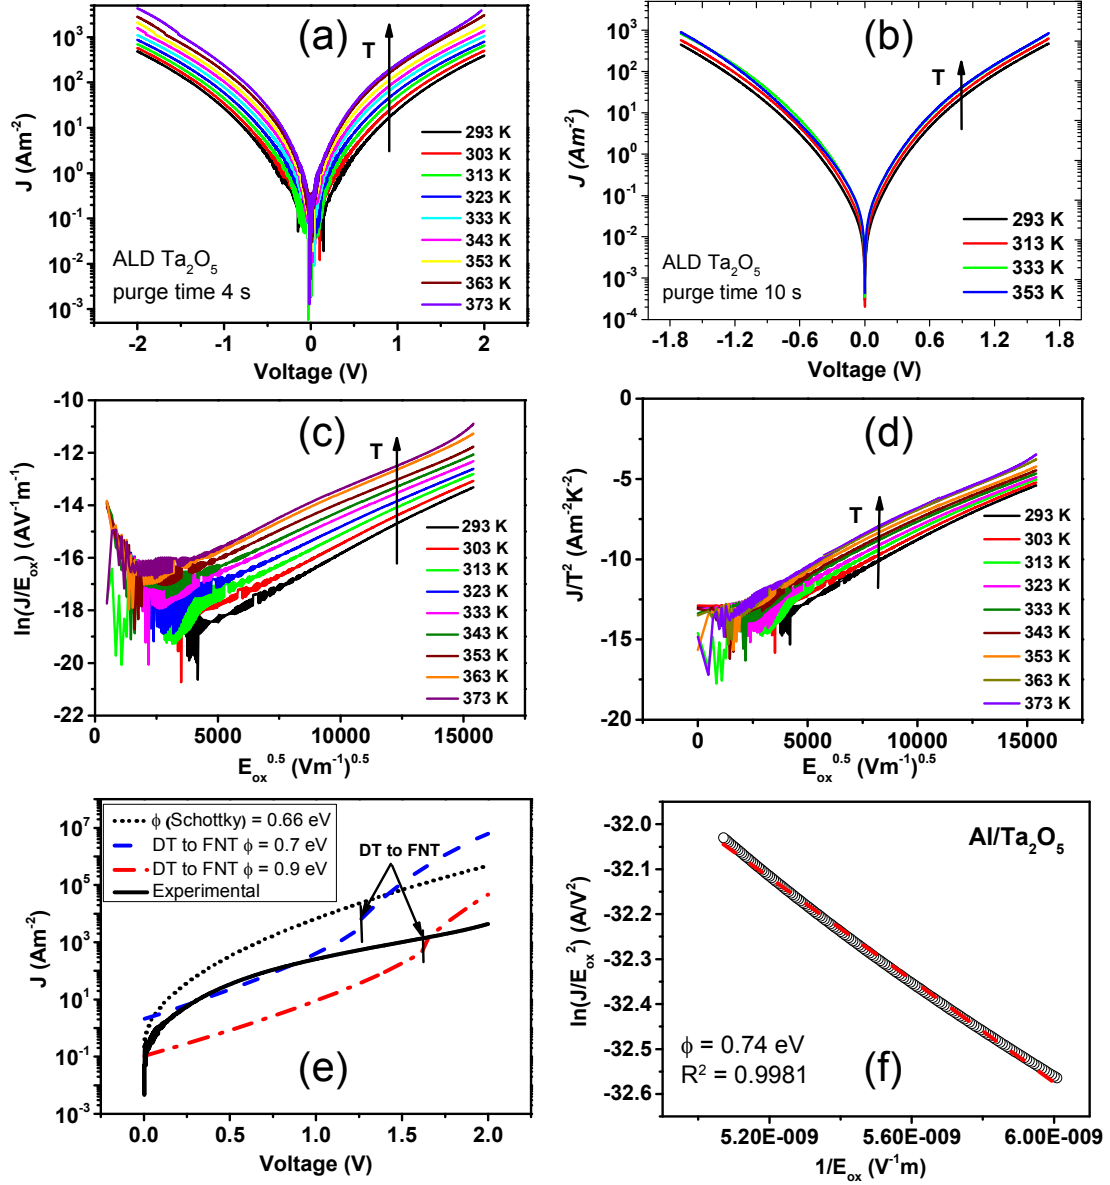 (a)
T
J (Am⁻²)
10³
10²
10¹
10⁰
10⁻¹
10⁻²
10⁻³
293 K
303 K
313 K
323 K
333 K
343 K
353 K
363 K
373 K
ALD Ta₂O₅
purge time 4 s
-2 -1 0 1 2
Voltage (V)
(b)
T
J (Am⁻²)
10³
10²
10¹
10⁰
10⁻¹
10⁻²
10⁻³
10⁻⁴
293 K
313 K
333 K
353 K
ALD Ta₂O₅
purge time 10 s
-1.8 -1.2 -0.6 0.0 0.6 1.2 1.8
Voltage (V)
(c)
T
ln(J/Eₒₓ) (AV⁻¹m⁻¹)
-10
-12
-14
-16
-18
-20
-22
293 K
303 K
313 K
323 K
333 K
343 K
353 K
363 K
373 K
0 5000 10000 15000
Eₒₓ⁰·⁵ (Vm⁻¹)⁰·⁵
(d)
T
J/T² (Am⁻²K⁻²)
0
-5
-10
-15
-20
293 K
303 K
313 K
323 K
333 K
343 K
353 K
363 K
373 K
0 5000 10000 15000
Eₒₓ⁰·⁵ (Vm⁻¹)⁰·⁵
ϕ (Schottky) = 0.66 eV
DT to FNT ϕ = 0.7 eV
DT to FNT ϕ = 0.9 eV
Experimental
DT to FNT
J (Am⁻²)
10⁷
10⁵
10³
10¹
10⁻¹
10⁻³
(e)
0.0 0.5 1.0 1.5 2.0
Voltage (V)
Al/Ta₂O₅
ln(J/Eₒₓ²) (A/V²)
-32.0
-32.1
-32.2
-32.3
-32.4
-32.5
-32.6
ϕ = 0.74 eV
R² = 0.9981
(f)
5.20E-009 5.60E-009 6.00E-009
1/Eₒₓ (V⁻¹m)